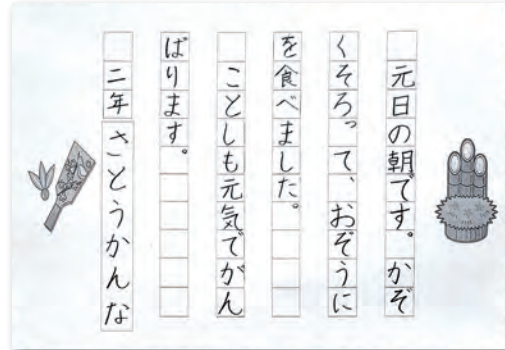 元日の朝です。かぞ
くそろって、おぞうに
を食べました。
　ことしも元気でがん
ばります。
　二年さとうかんな